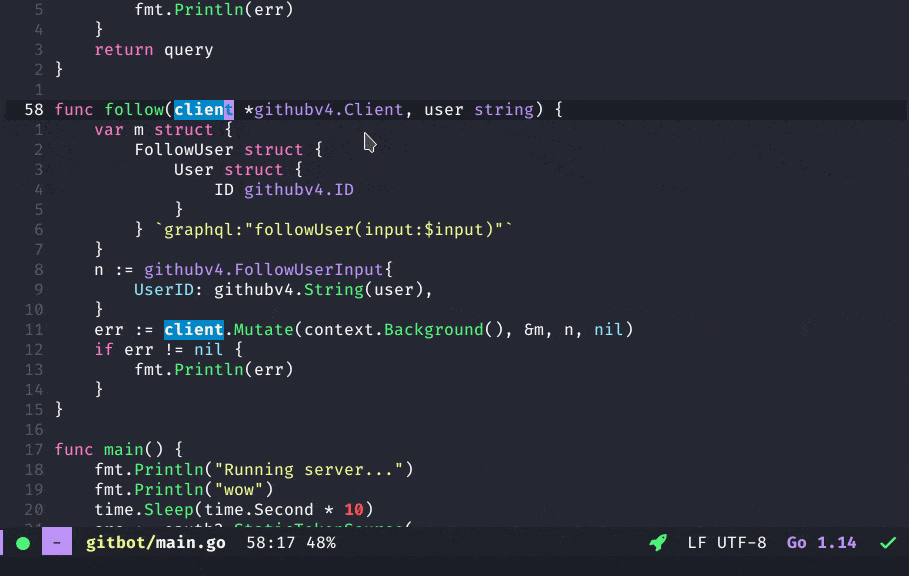 5         fmt.Println(err)
4     }
3     return query
2 }
1
58 func follow(client *githubv4.Client, user string) {
1     var m struct {
2         FollowUser struct {
3             User struct {
4                 ID githubv4.ID
5             }
6         } `graphql:"followUser(input:$input)"`
7     }
8     n := githubv4.FollowUserInput{
9         UserID: githubv4.String(user),
10     }
11     err := client.Mutate(context.Background(), &m, n, nil)
12     if err != nil {
13         fmt.Println(err)
14     }
15 }
16
17 func main() {
18     fmt.Println("Running server...")
19     fmt.Println("wow")
20     time.Sleep(time.Second * 10)
- gitbot/main.go 58:17 48% LF UTF-8 Go 1.14